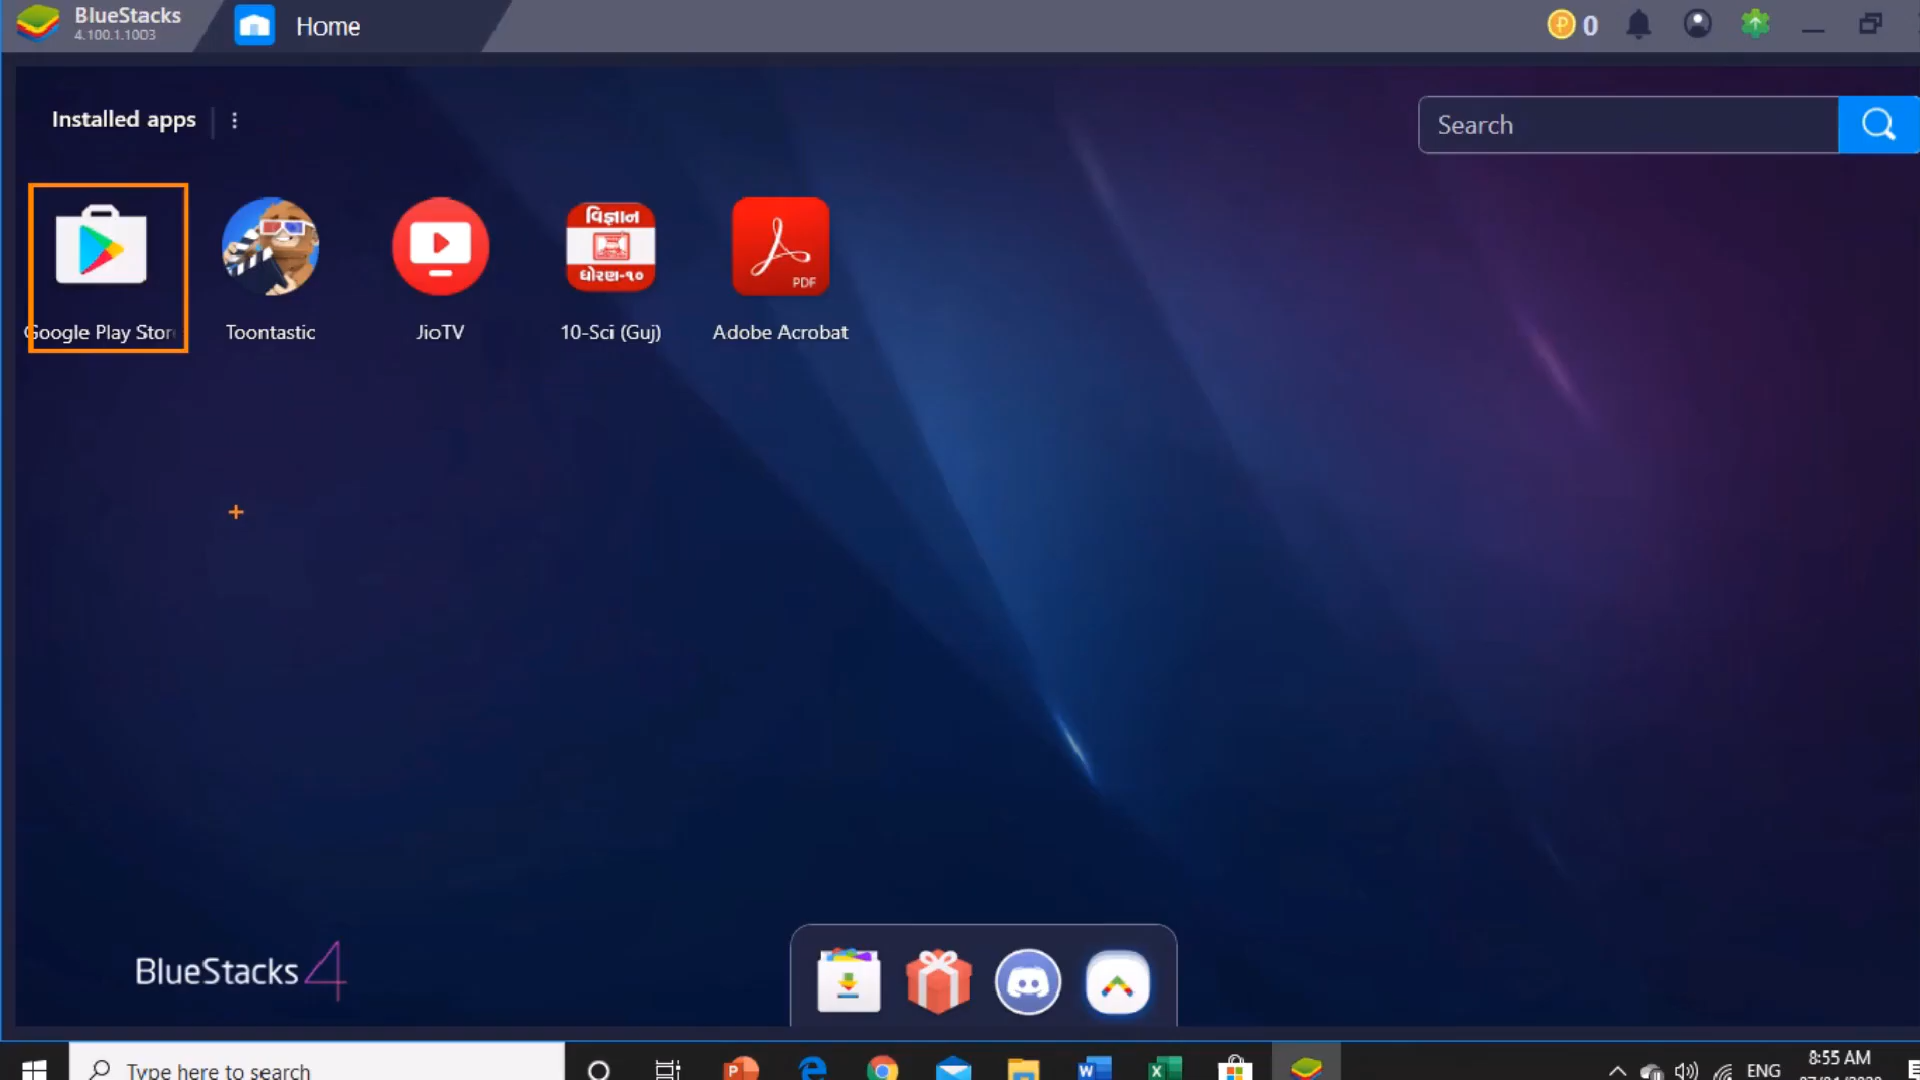 BlueStacks
4.100.1.1003
Home
0
Installed apps
Search
વિજ્ઞાન
ધોરણ-૧૦
PDF
Google Play Stor
Toontastic
JioTV
10-Sci (Guj)
Adobe Acrobat
BlueStacks 4
Type here to search
ENG
8:55 AM